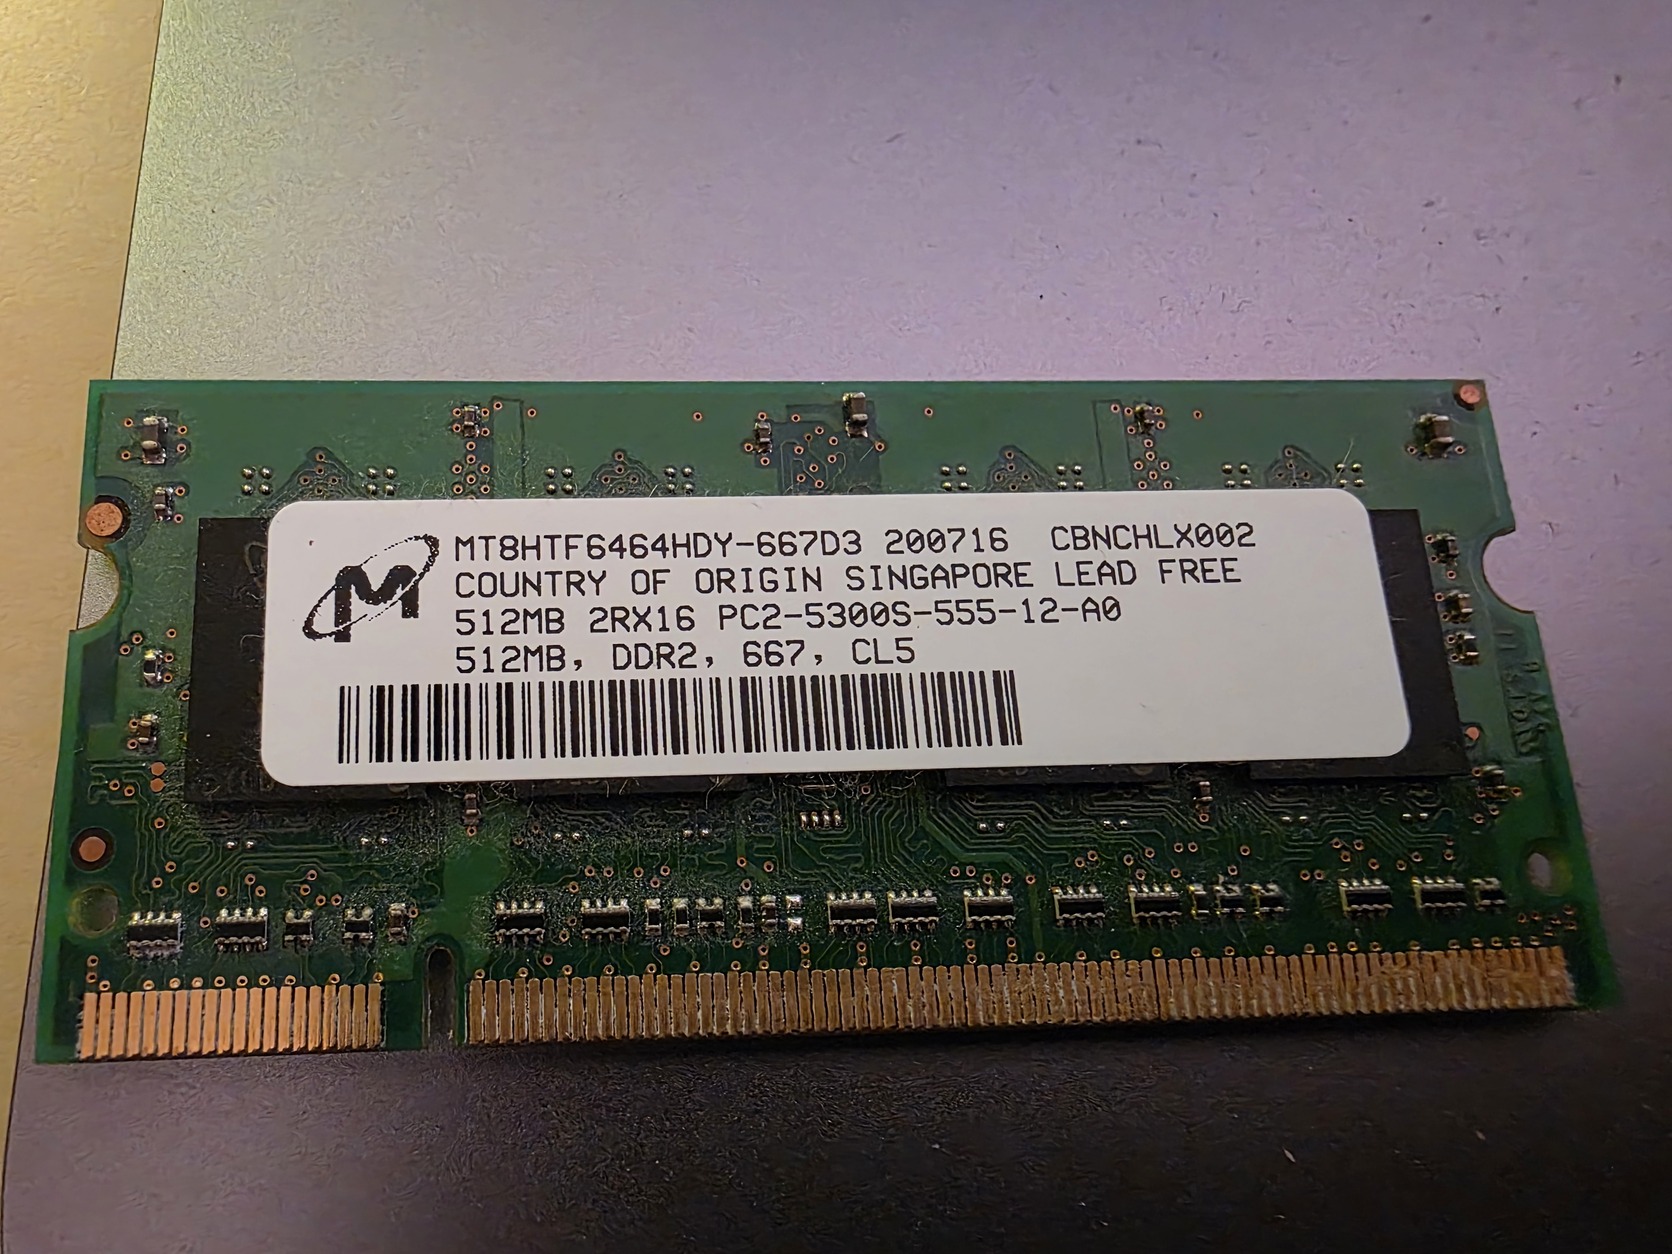 MT8HTF6464HDY-667D3 200716 CBNCHLX002
COUNTRY OF ORIGIN SINGAPORE LEAD FREE
512MB 2RX16 PC2-5300S-555-12-A0
512MB, DDR2, 667, CL5